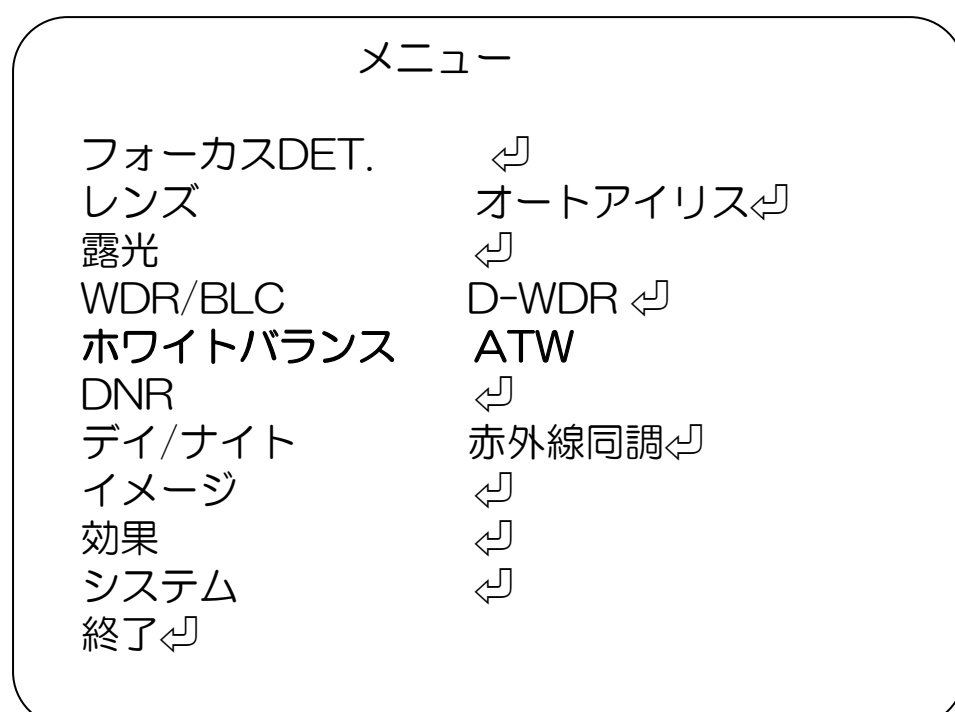 メニュー
フォーカスDET. ⏎
レンズ オートアイリス⏎
露光 ⏎
WDR/BLC D-WDR ⏎
ホワイトバランス ATW
DNR ⏎
デイ/ナイト 赤外線同調⏎
イメージ ⏎
効果 ⏎
システム ⏎
終了⏎